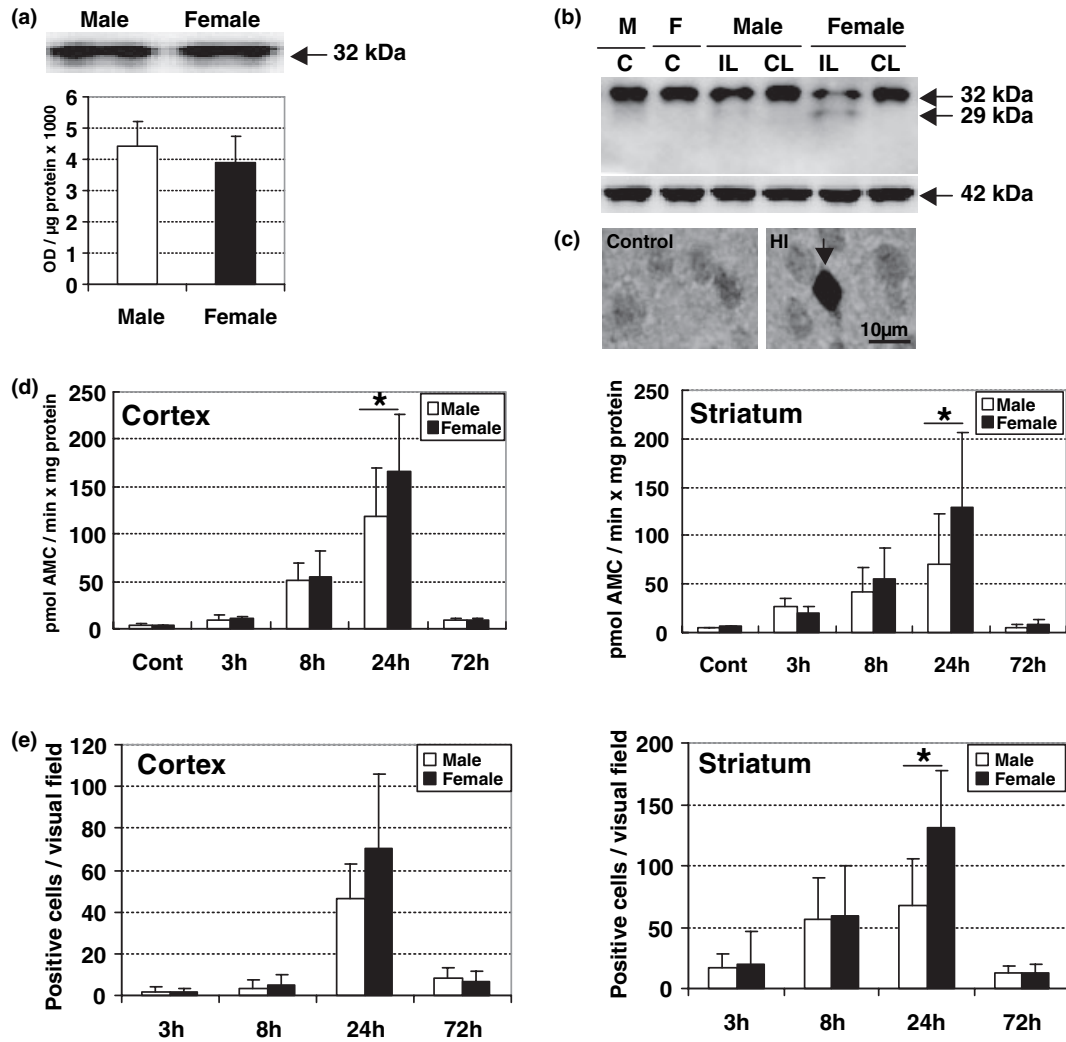 (a)
Male Female
32 kDa
6
5
4
3
2
1
0
OD / µg protein x 1000
Male Female
(b)
M F Male Female
C C IL CL IL CL
32 kDa
29 kDa
42 kDa
(c)
Control
HI
10µm
(d)
Cortex
Male
Female
*
250
200
150
100
50
0
pmol AMC / min x mg protein
Cont 3h 8h 24h 72h
Striatum
Male
Female
*
250
200
150
100
50
0
pmol AMC / min x mg protein
Cont 3h 8h 24h 72h
(e)
Cortex
Male
Female
120
100
80
60
40
20
0
Positive cells / visual field
3h 8h 24h 72h
Striatum
Male
Female
*
200
150
100
50
0
Positive cells / visual field
3h 8h 24h 72h